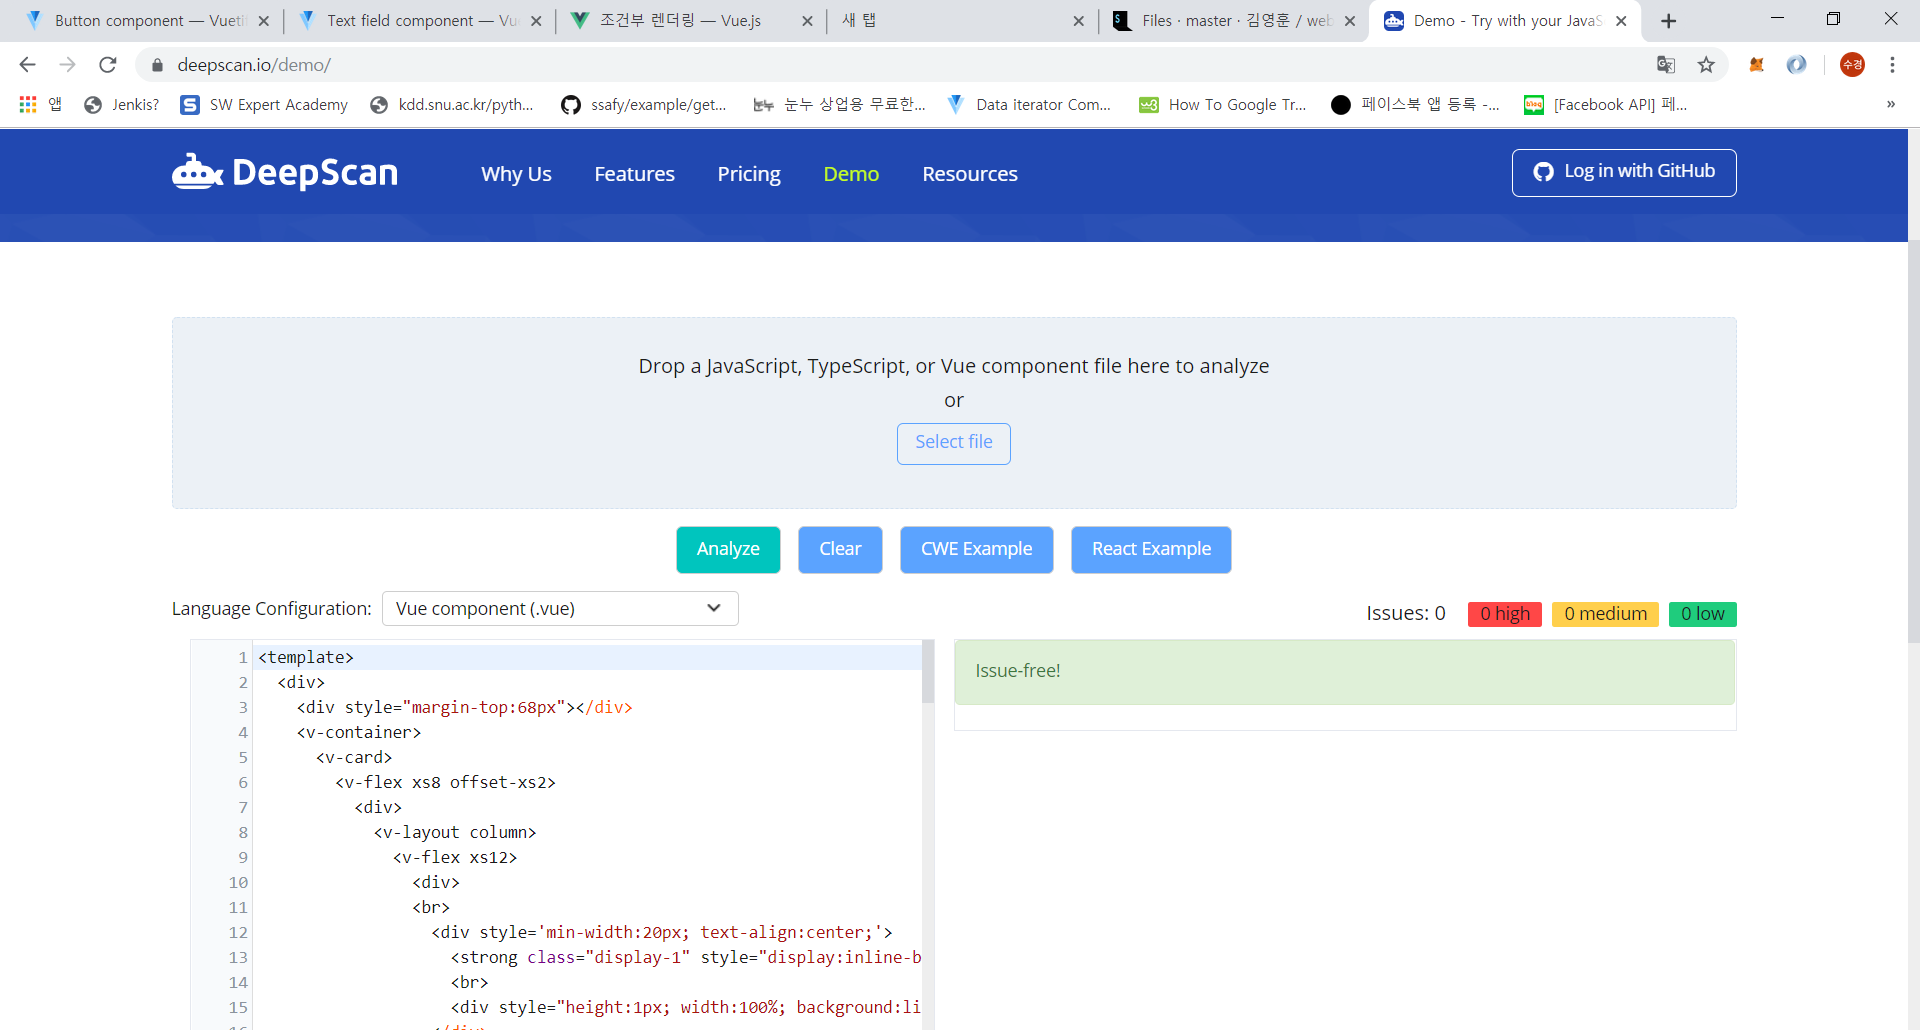 Button component — Vueti
Text field component — Vue
조건부 렌더링 — Vue.js
새 탭
Files · master · 김영훈 / web
Demo - Try with your JavaS
deepscan.io/demo/
수경
앱
Jenkis?
SW Expert Academy
kdd.snu.ac.kr/pyth...
ssafy/example/get...
눈누 상업용 무료한...
Data iterator Com...
How To Google Tr...
페이스북 앱 등록 -...
[Facebook API] 페...
»
DeepScan
Why Us
Features
Pricing
Demo
Resources
Log in with GitHub
Drop a JavaScript, TypeScript, or Vue component file here to analyze
or
Select file
Analyze
Clear
CWE Example
React Example
Language Configuration:
Vue component (.vue)
Issues: 0
0 high
0 medium
0 low
1 <template>
2 <div>
3 <div style="margin-top:68px"></div>
4 <v-container>
5 <v-card>
6 <v-flex xs8 offset-xs2>
7 <div>
8 <v-layout column>
9 <v-flex xs12>
10 <div>
11 <br>
12 <div style='min-width:20px; text-align:center;'>
13 <strong class="display-1" style="display:inline-b
14 <br>
15 <div style="height:1px; width:100%; background:li
16 </div>
Issue-free!